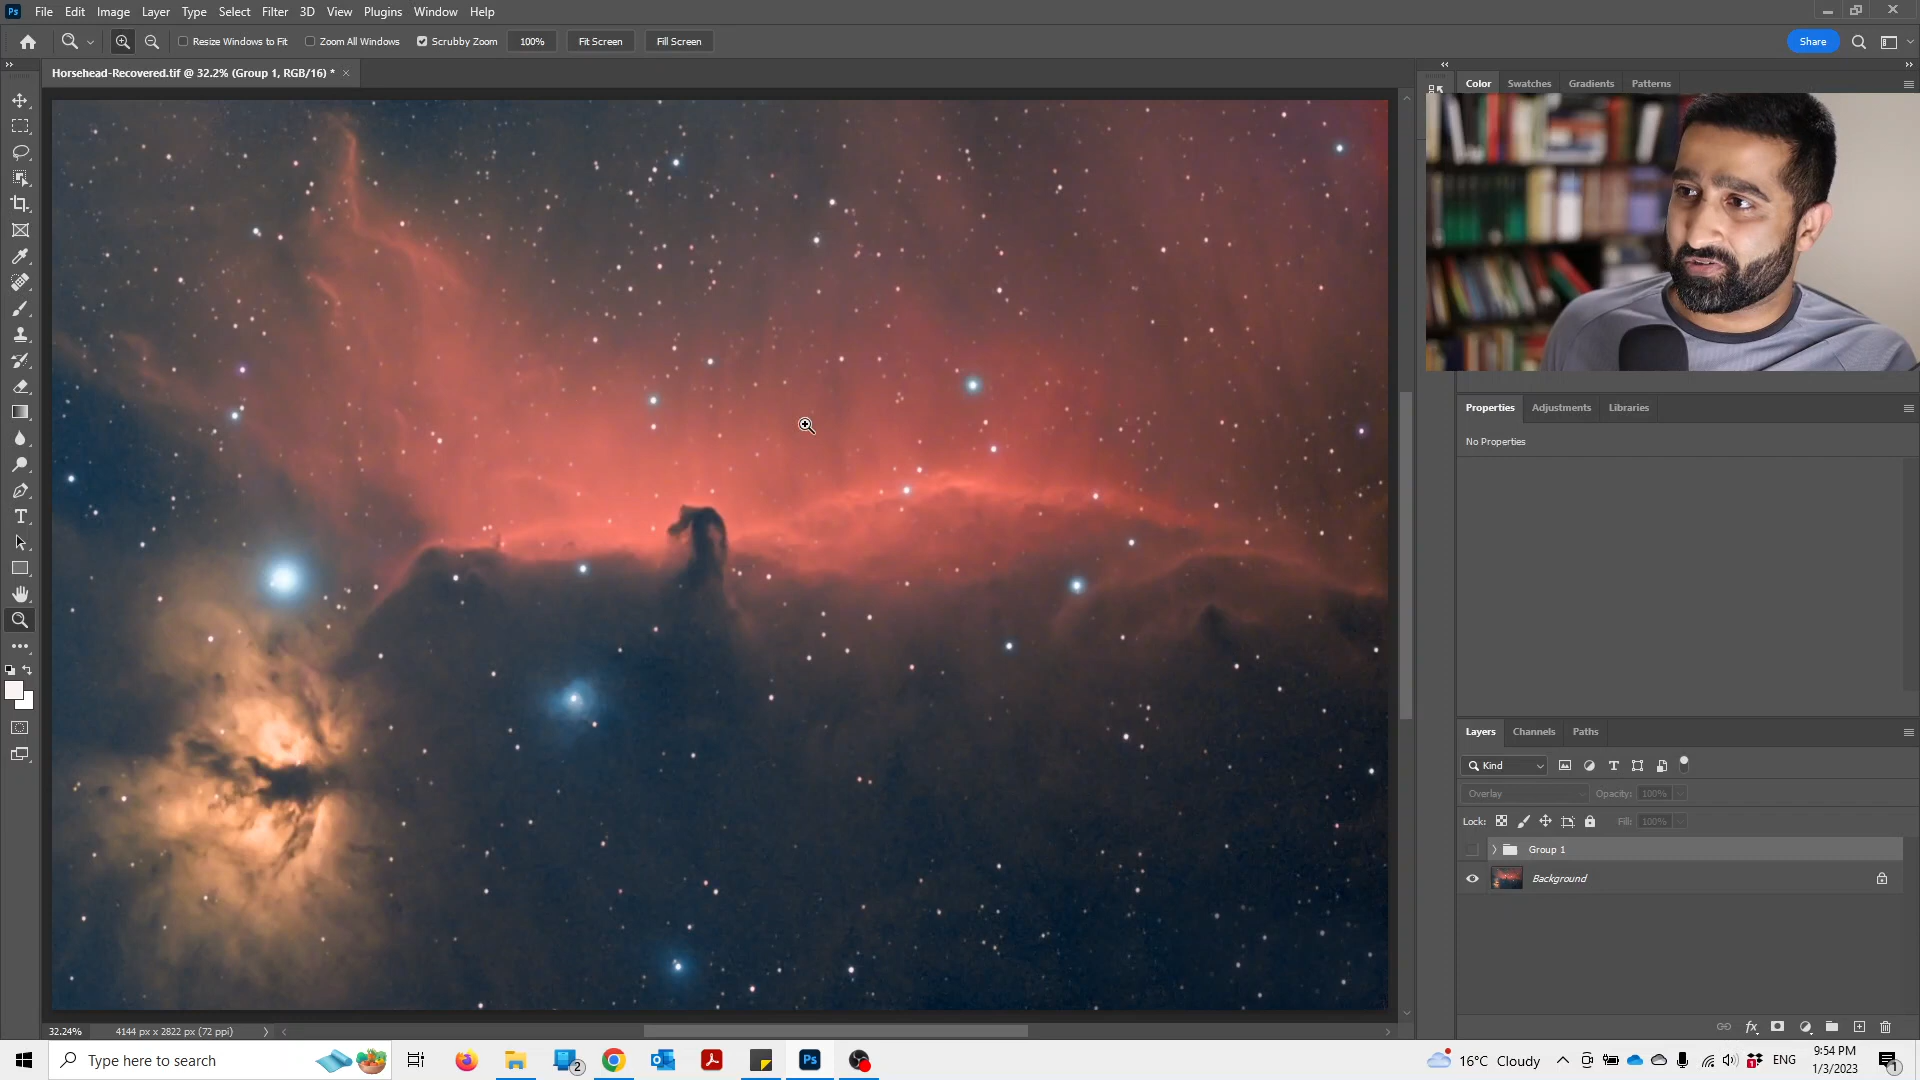 Ps File Edit Image Layer Type Select Filter 3D View Plugins Window Help
Resize Windows to Fit Zoom All Windows Scrubby Zoom 100% Fit Screen Fill Screen Share
Horsehead-Recovered.tif @ 32.2% (Group 1, RGB/16) * ×
Color Swatches Gradients Patterns
Properties Adjustments Libraries
No Properties
Layers Channels Paths
Kind
Overlay Opacity: 100%
Lock: Fill: 100%
Group 1
Background
32.24% 4144 px x 2822 px (72 ppi)
Type here to search
2
Ps
16°C Cloudy
ENG
9:54 PM
1/3/2023
1